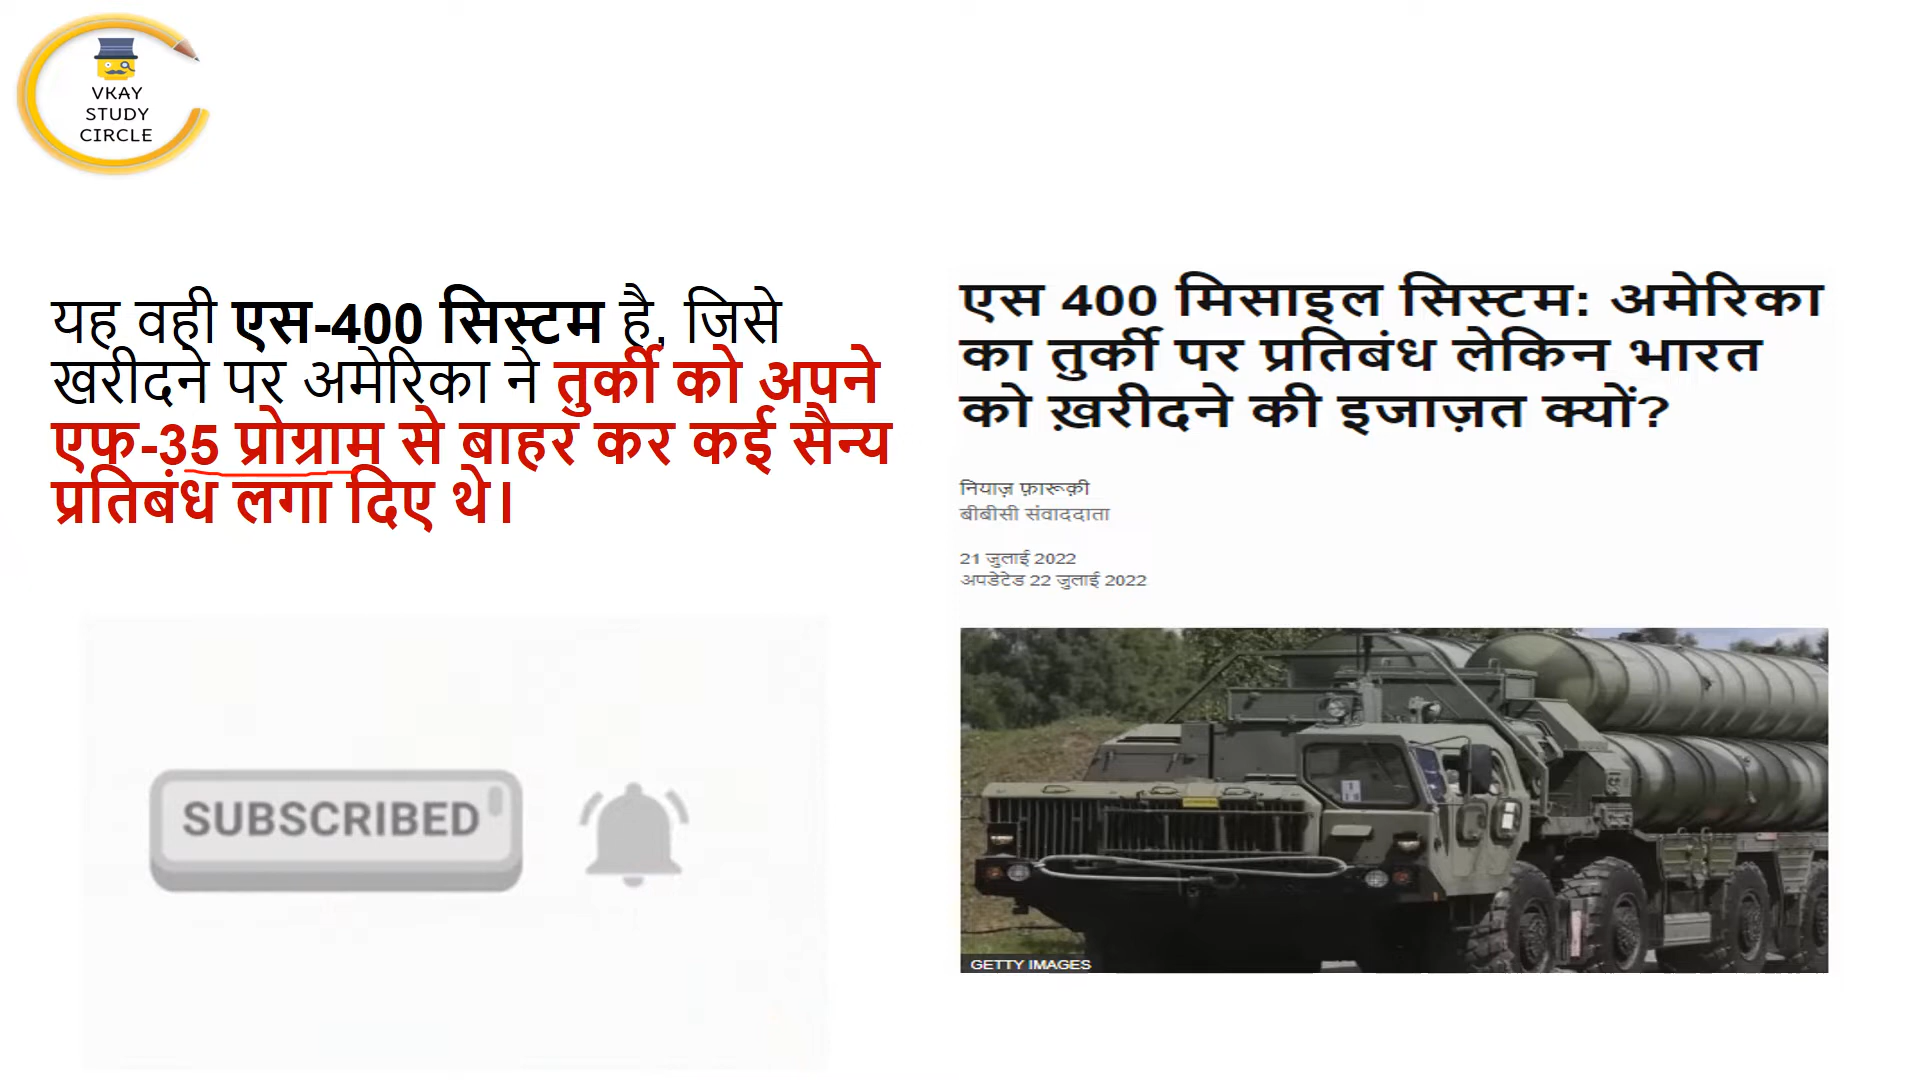 VKAY
STUDY
CIRCLE
यह वही एस-400 सिस्टम है, जिसे
खरीदने पर अमेरिका ने तुर्की को अपने
एफ-35 प्रोग्राम से बाहर कर कई सैन्य
प्रतिबंध लगा दिए थे।
SUBSCRIBED
एस 400 मिसाइल सिस्टम: अमेरिका
का तुर्की पर प्रतिबंध लेकिन भारत
को ख़रीदने की इजाज़त क्यों?
नियाज़ फ़ारूक़ी
बीबीसी संवाददाता
21 जुलाई 2022
अपडेटेड 22 जुलाई 2022
GETTY IMAGES